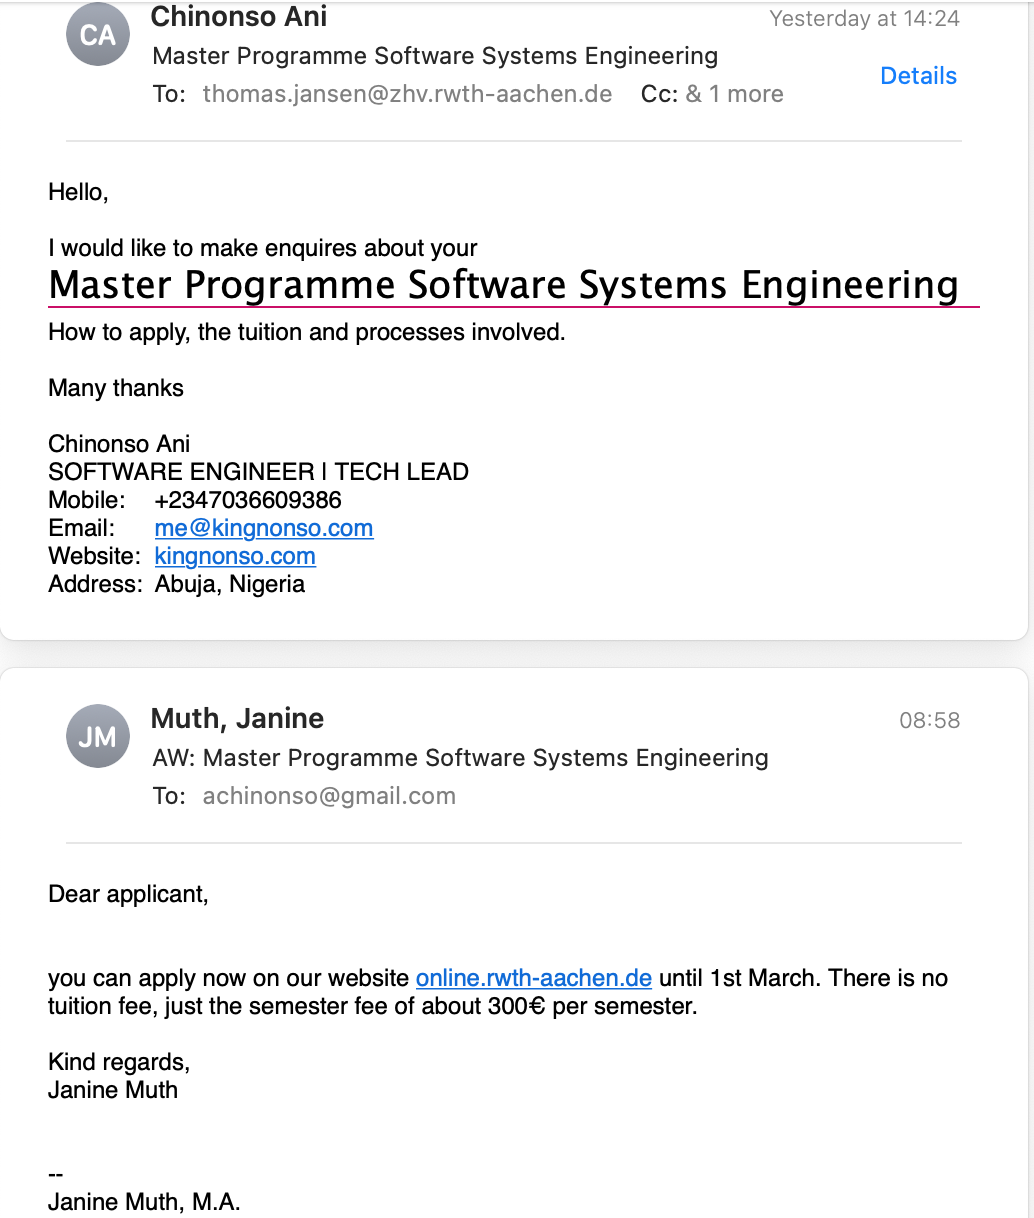 CA
Chinonso Ani
Yesterday at 14:24
Master Programme Software Systems Engineering
Details
To: thomas.jansen@zhv.rwth-aachen.de Cc: & 1 more
Hello,
I would like to make enquires about your
Master Programme Software Systems Engineering
How to apply, the tuition and processes involved.
Many thanks
Chinonso Ani
SOFTWARE ENGINEER | TECH LEAD
Mobile: +2347036609386
Email: me@kingnonso.com
Website: kingnonso.com
Address: Abuja, Nigeria
JM
Muth, Janine
08:58
AW: Master Programme Software Systems Engineering
To: achinonso@gmail.com
Dear applicant,
you can apply now on our website online.rwth-aachen.de until 1st March. There is no
tuition fee, just the semester fee of about 300€ per semester.
Kind regards,
Janine Muth
--
Janine Muth, M.A.